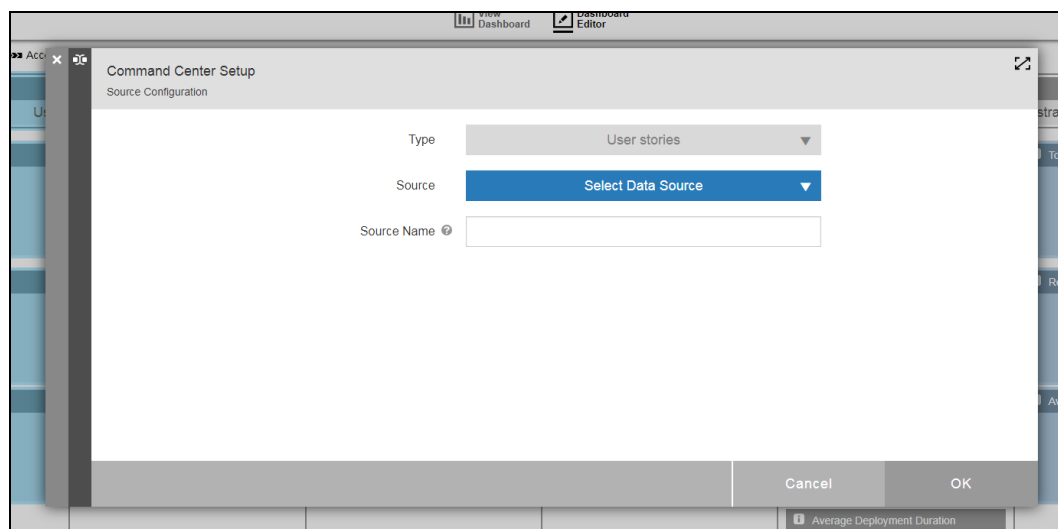 View Dashboard
Dashboard Editor
Command Center Setup
Source Configuration
Type
User stories
Source
Select Data Source
Source Name
Cancel
OK
Average Deployment Duration